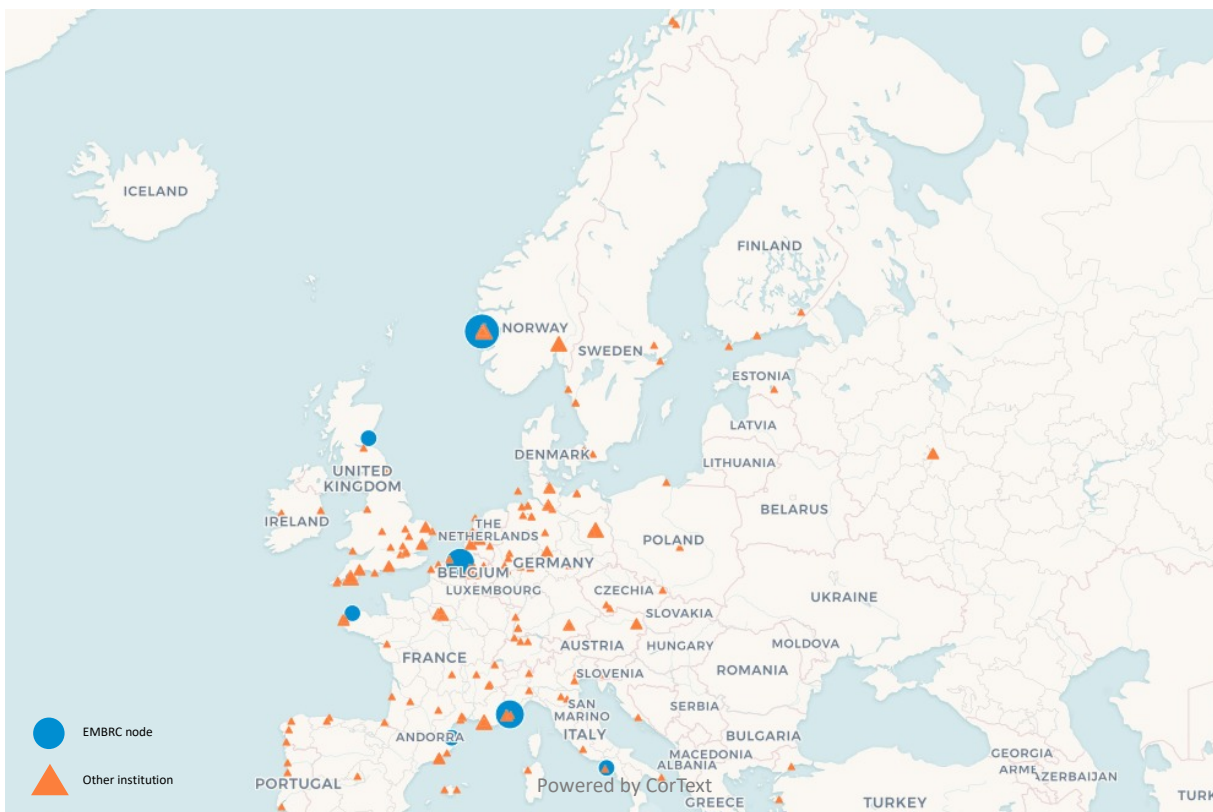 ICELAND
FINLAND
NORWAY
SWEDEN
ESTONIA
LATVIA
DENMARK
LITHUANIA
UNITED
KINGDOM
IRELAND
BELARUS
THE
NETHERLANDS
POLAND
GERMANY
BELGIUM
LUXEMBOURG
CZECHIA
UKRAINE
SLOVAKIA
AUSTRIA
HUNGARY
MOLDOVA
FRANCE
ROMANIA
SLOVENIA
SAN
MARINO
SERBIA
ITALY
EMBRC node
ANDORRA
BULGARIA
MACEDONIA
GEORGIA
ALBANIA
ARME
AZERBAIJAN
Other institution
PORTUGAL
Powered by CorText
GREECE
TURKEY
TURK